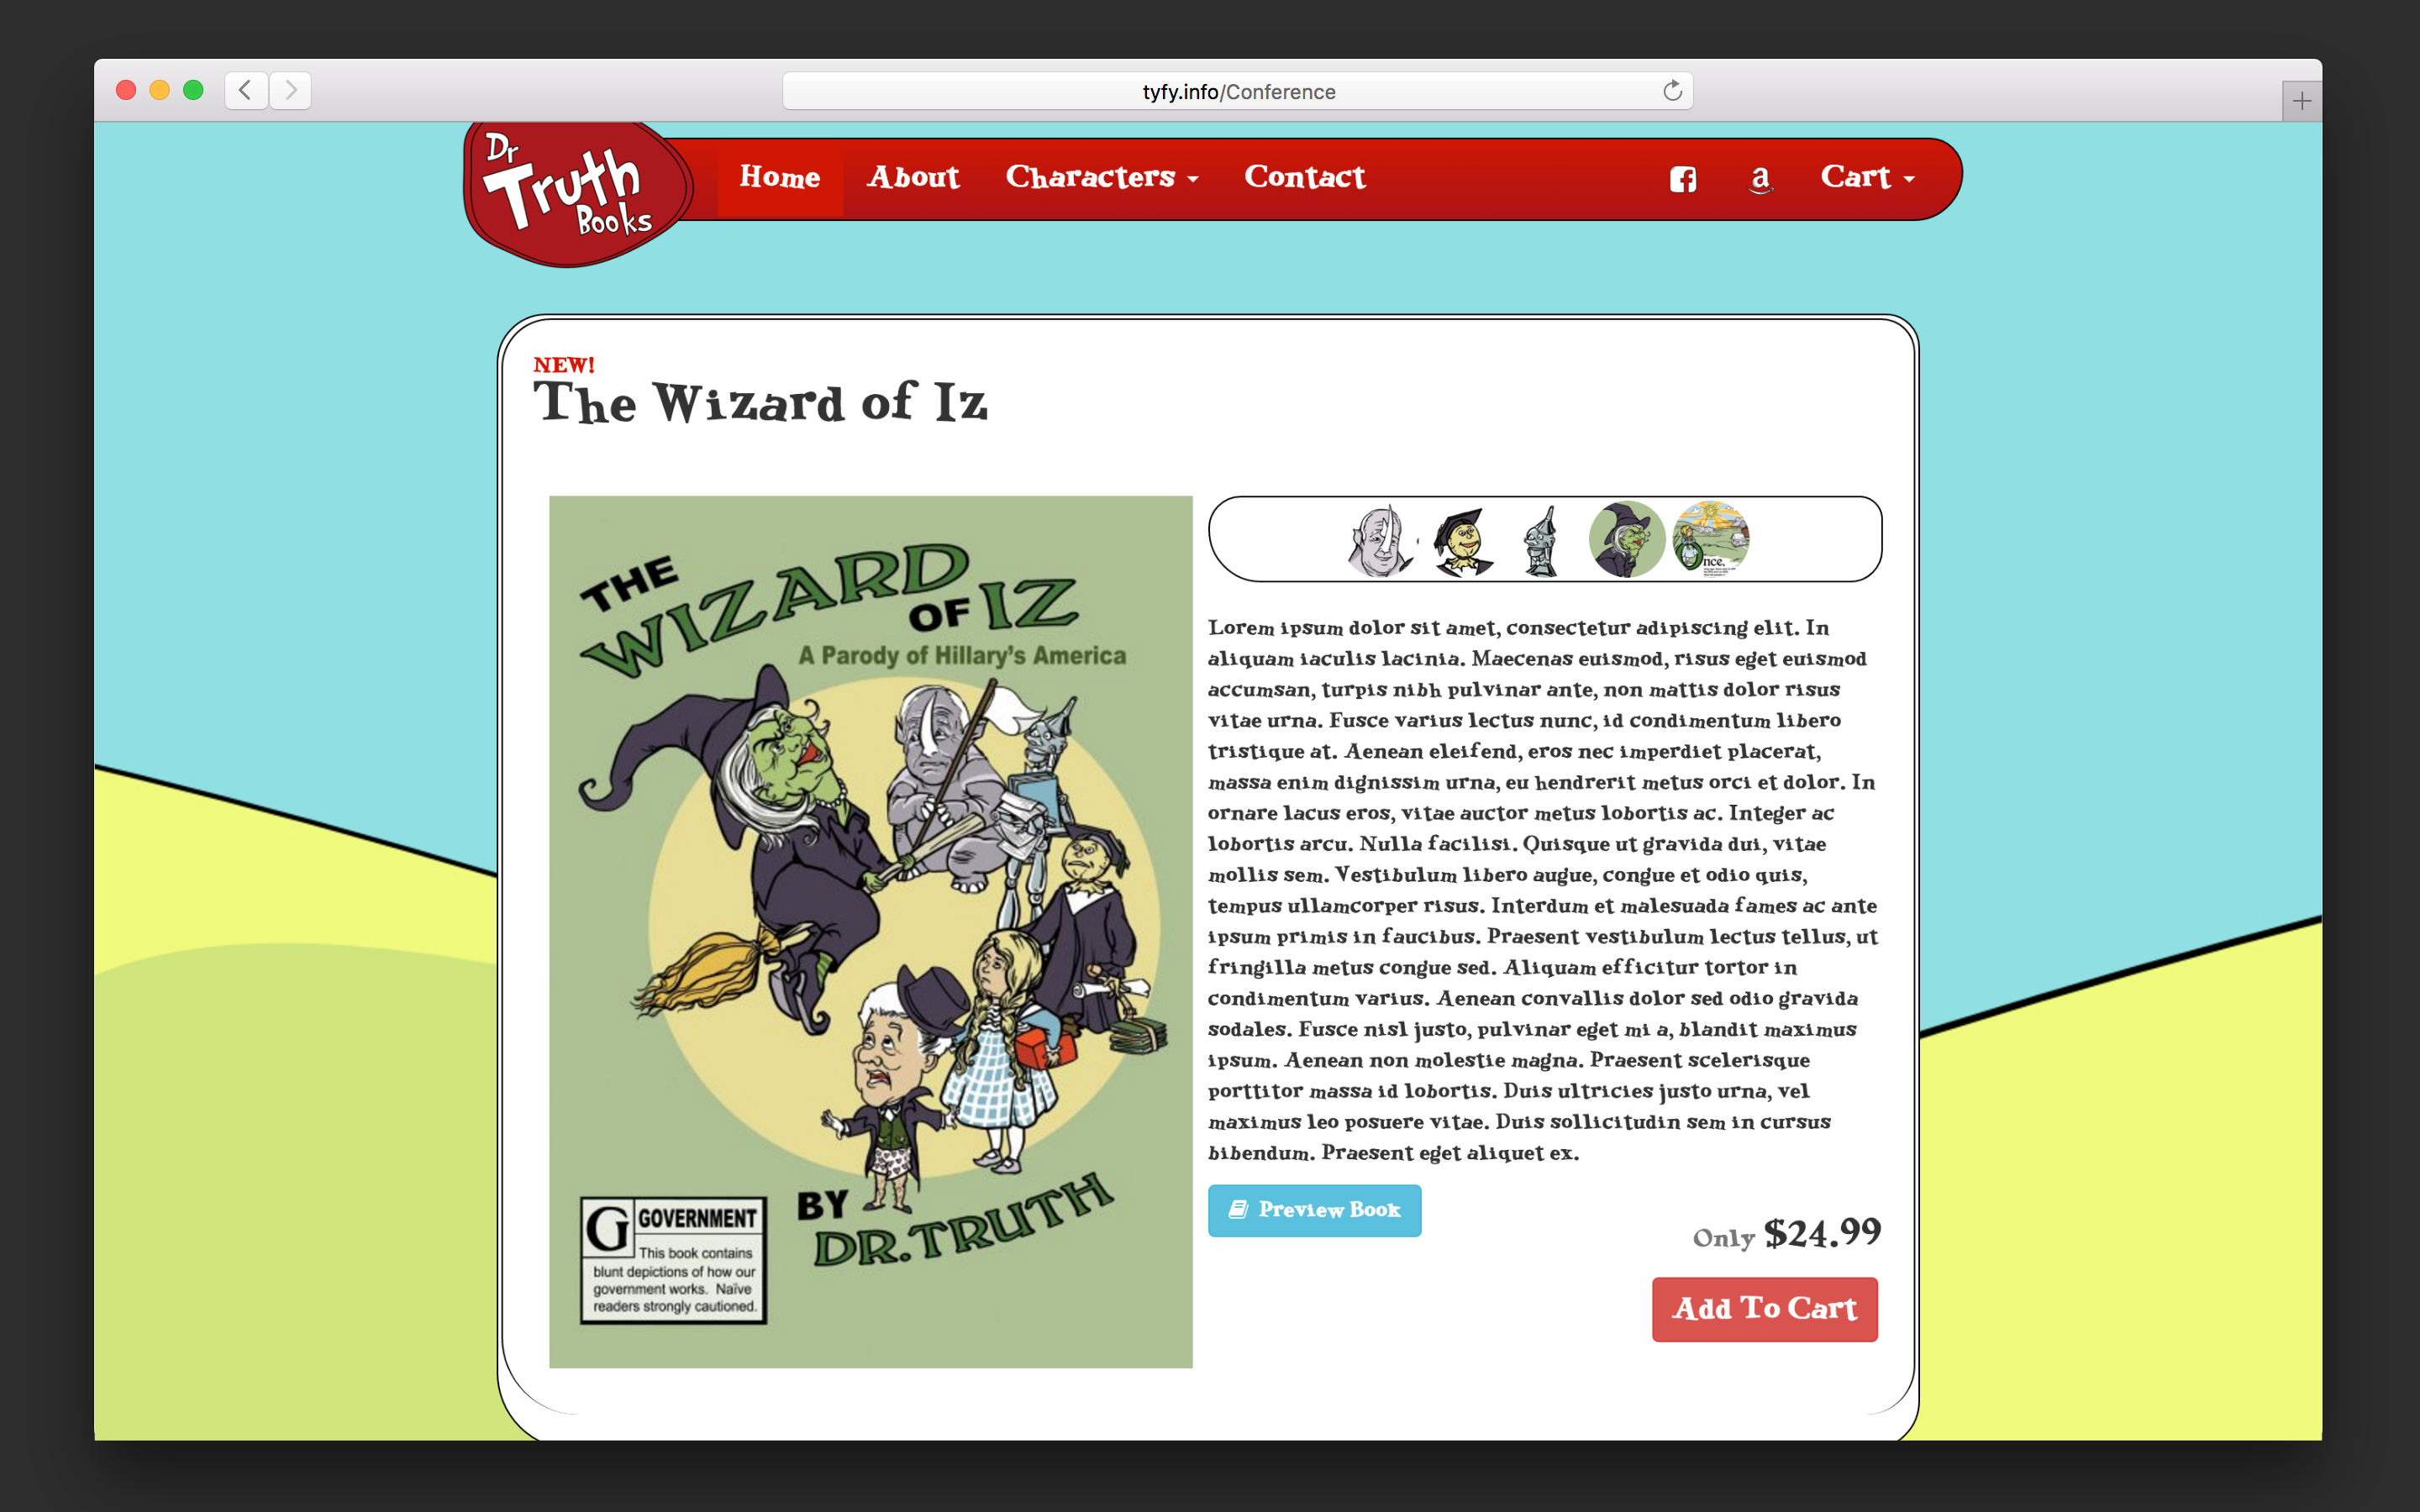 tyfy.info/Conference
Dr
Truth
Books
Home About Characters Contact a Cart
NEW!
The Wizard of Iz
THE
WIZARD
OF IZ
A Parody of Hillary's America
BY
DR. TRUTH
G GOVERNMENT
This book contains
blunt depictions of how our
government works. Naïve
readers strongly cautioned.
nce,
Lorem ipsum dolor sit amet, consectetur adipiscing elit. In
aliquam iaculis lacinia. Maecenas euismod, risus eget euismod
accumsan, turpis nibh pulvinar ante, non mattis dolor risus
vitae urna. Fusce varius lectus nunc, id condimentum libero
tristique at. Aenean eleifend, eros nec imperdiet placerat,
massa enim dignissim urna, eu hendrerit metus orci et dolor. In
ornare lacus eros, vitae auctor metus lobortis ac. Integer ac
lobortis arcu. Nulla facilisi. Quisque ut gravida dui, vitae
mollis sem. Vestibulum libero augue, congue et odio quis,
tempus ullamcorper risus. Interdum et malesuada fames ac ante
ipsum primis in faucibus. Praesent vestibulum lectus tellus, ut
fringilla metus congue sed. Aliquam efficitur tortor in
condimentum varius. Aenean convallis dolor sed odio gravida
sodales. Fusce nisl justo, pulvinar eget mi a, blandit maximus
ipsum. Aenean non molestie magna. Praesent scelerisque
porttitor massa id lobortis. Duis ultricies justo urna, vel
maximus leo posuere vitae. Duis sollicitudin sem in cursus
bibendum. Praesent eget aliquet ex.
Preview Book
Only $24.99
Add To Cart